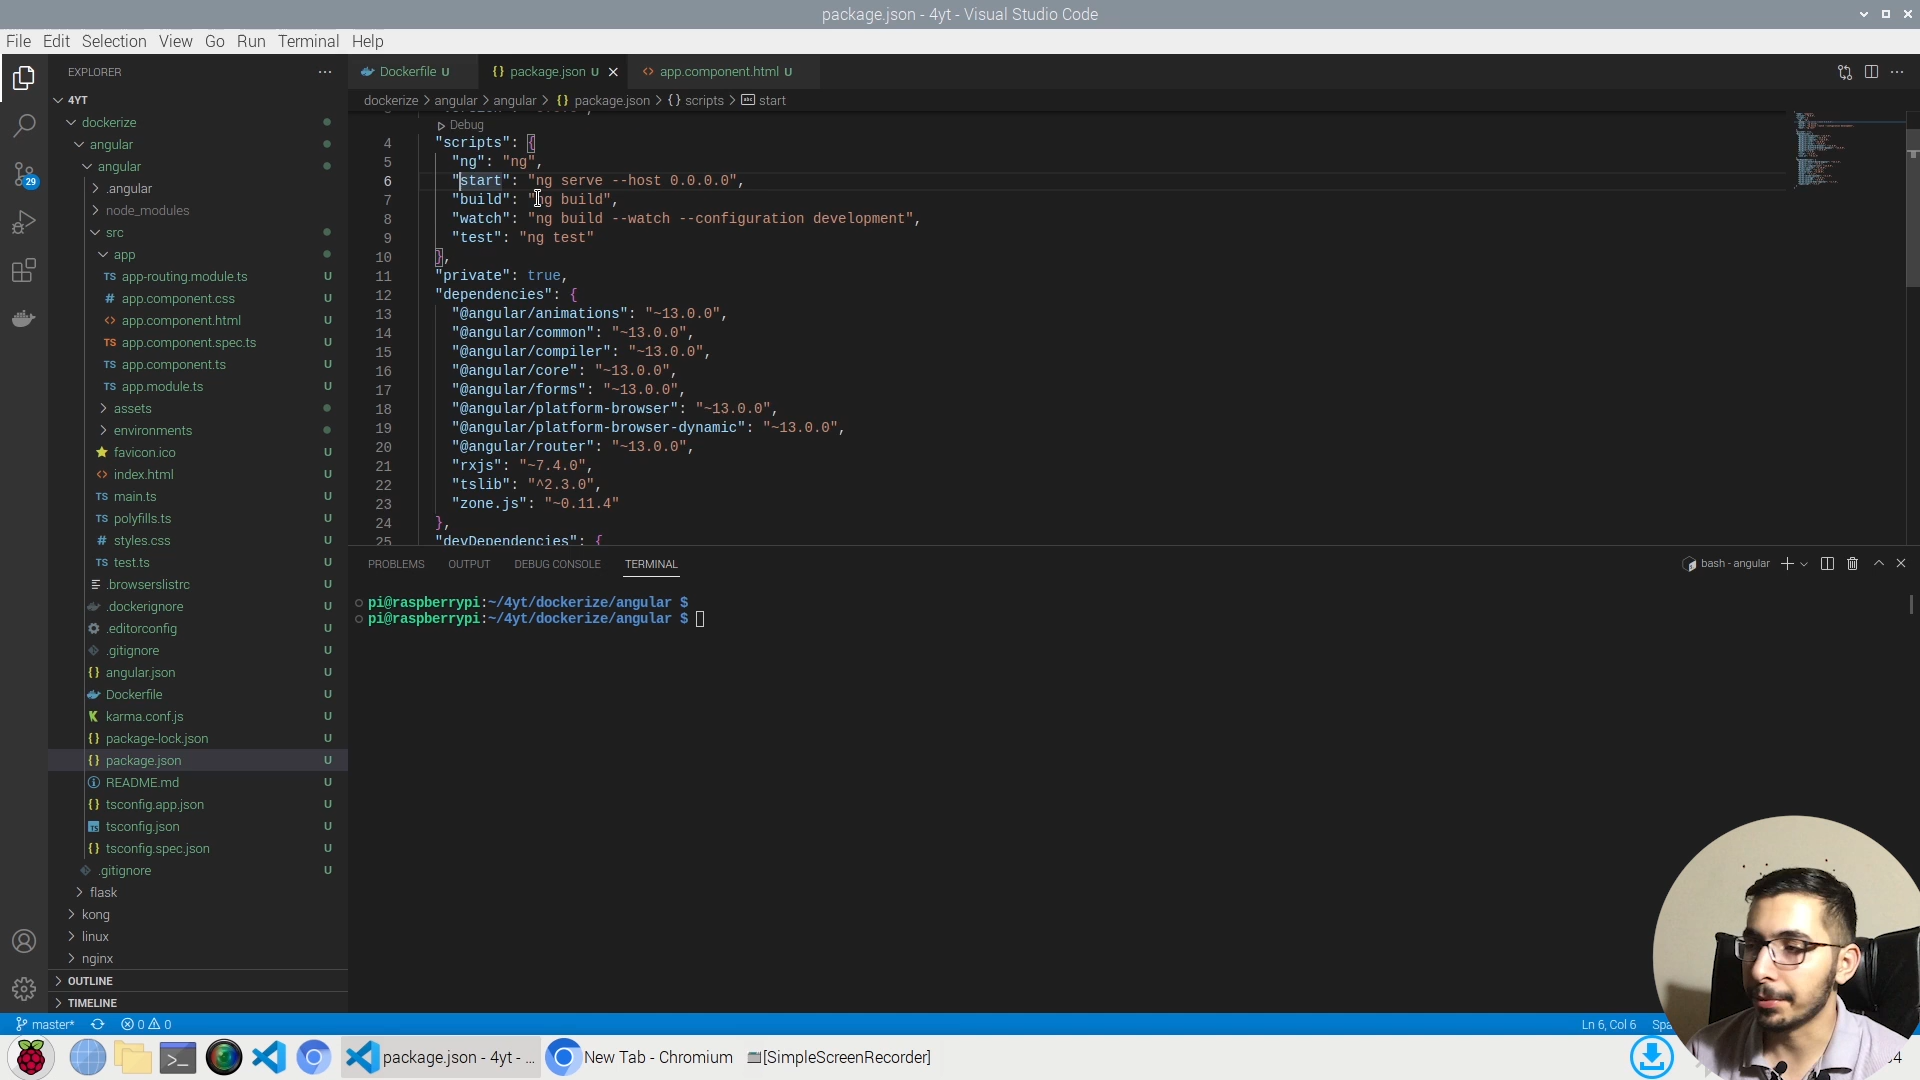 package.json - 4yt - Visual Studio Code
File Edit Selection View Go Run Terminal Help
EXPLORER
4YT
dockerize
angular
angular
.angular
node_modules
src
app
TS app-routing.module.ts U
# app.component.css U
<> app.component.html U
TS app.component.spec.ts U
TS app.component.ts U
TS app.module.ts U
assets
environments
favicon.ico U
<> index.html U
TS main.ts U
TS polyfills.ts U
# styles.css U
TS test.ts U
.browserslistrc U
.dockerignore U
.editorconfig U
.gitignore U
{} angular.json U
Dockerfile U
karma.conf.js U
{} package-lock.json U
{} package.json U
README.md U
{} tsconfig.app.json U
tsconfig.json U
{} tsconfig.spec.json U
.gitignore U
flask
kong
linux
nginx
OUTLINE
TIMELINE
29
Dockerfile U
{} package.json U
<> app.component.html U
dockerize > angular > angular > {} package.json > {} scripts > abc start
Debug
4 "scripts": {
5 "ng": "ng",
6 "start": "ng serve --host 0.0.0.0",
7 "build": "ng build",
8 "watch": "ng build --watch --configuration development",
9 "test": "ng test"
10 },
11 "private": true,
12 "dependencies": {
13 "@angular/animations": "~13.0.0",
14 "@angular/common": "~13.0.0",
15 "@angular/compiler": "~13.0.0",
16 "@angular/core": "~13.0.0",
17 "@angular/forms": "~13.0.0",
18 "@angular/platform-browser": "~13.0.0",
19 "@angular/platform-browser-dynamic": "~13.0.0",
20 "@angular/router": "~13.0.0",
21 "rxjs": "~7.4.0",
22 "tslib": "^2.3.0",
23 "zone.js": "~0.11.4"
24 },
25 "devDependencies": {
PROBLEMS OUTPUT DEBUG CONSOLE TERMINAL
bash - angular
pi@raspberrypi:~/4yt/dockerize/angular $
pi@raspberrypi:~/4yt/dockerize/angular $
master* 0 0
Ln 6, Col 6
package.json - 4yt - ...
New Tab - Chromium
[SimpleScreenRecorder]